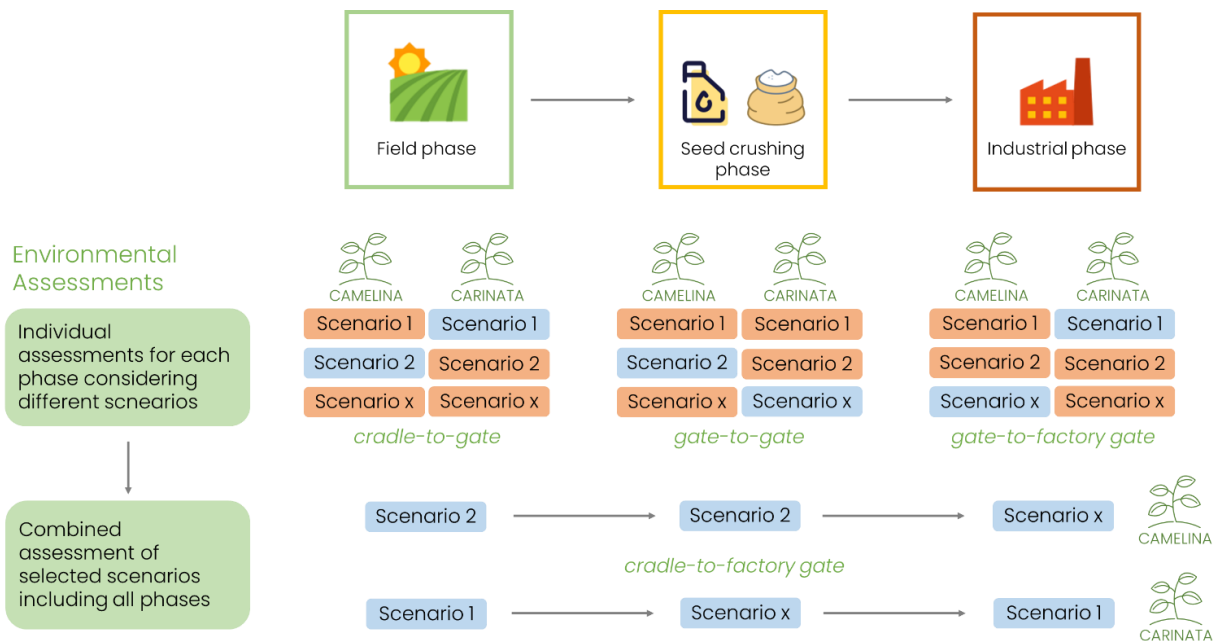 Field phase
Seed crushing
phase
Industrial phase
Environmental
Assessments
CAMELINA
CARINATA
CAMELINA
CARINATA
CAMELINA
CARINATA
Individual
assessments for each
phase considering
different scnearios
Scenario 1
Scenario 1
Scenario 1
Scenario 1
Scenario 1
Scenario 1
Scenario 2
Scenario 2
Scenario 2
Scenario 2
Scenario 2
Scenario 2
Scenario x
Scenario x
Scenario x
Scenario x
Scenario x
Scenario x
cradle-to-gate
gate-to-gate
gate-to-factory gate
Combined
assessment of
selected scenarios
including all phases
Scenario 2
Scenario 2
Scenario x
CAMELINA
cradle-to-factory gate
Scenario 1
Scenario x
Scenario 1
CARINATA